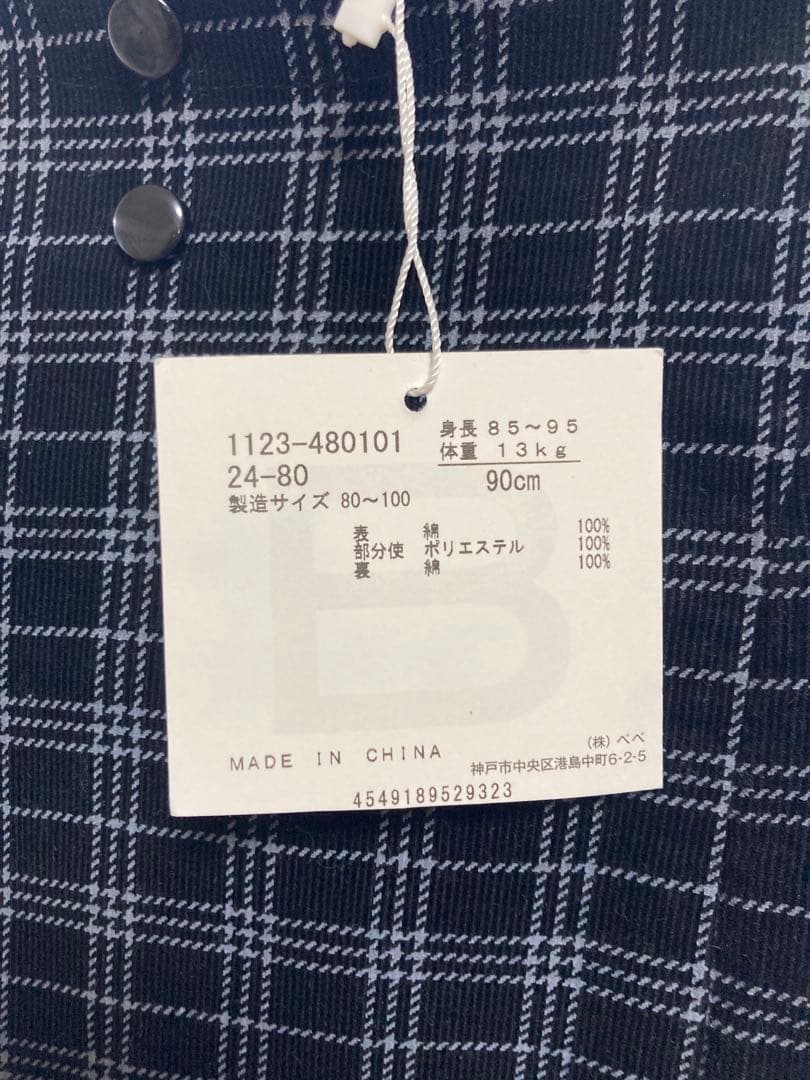 1123-480101
24-80
製造サイズ 80~100
身長 85~95
体重 13kg
90cm
表 綿 100%
部分使 ポリエステル 100%
裏 綿 100%
B
MADE IN CHINA
(株)べべ
神戸市中央区港島中町6-2-5
4549189529323